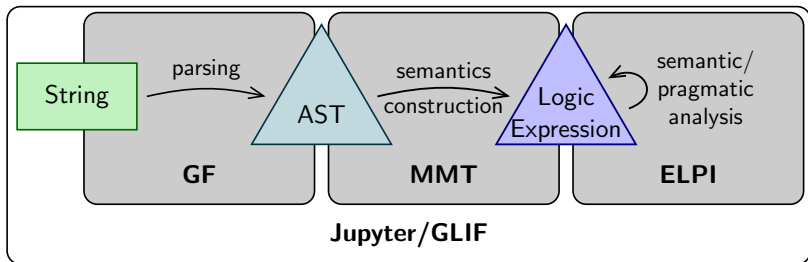 String
parsing
AST
semantics
construction
Logic
Expression
semantic/
pragmatic
analysis
GF
MMT
ELPI
Jupyter/GLIF